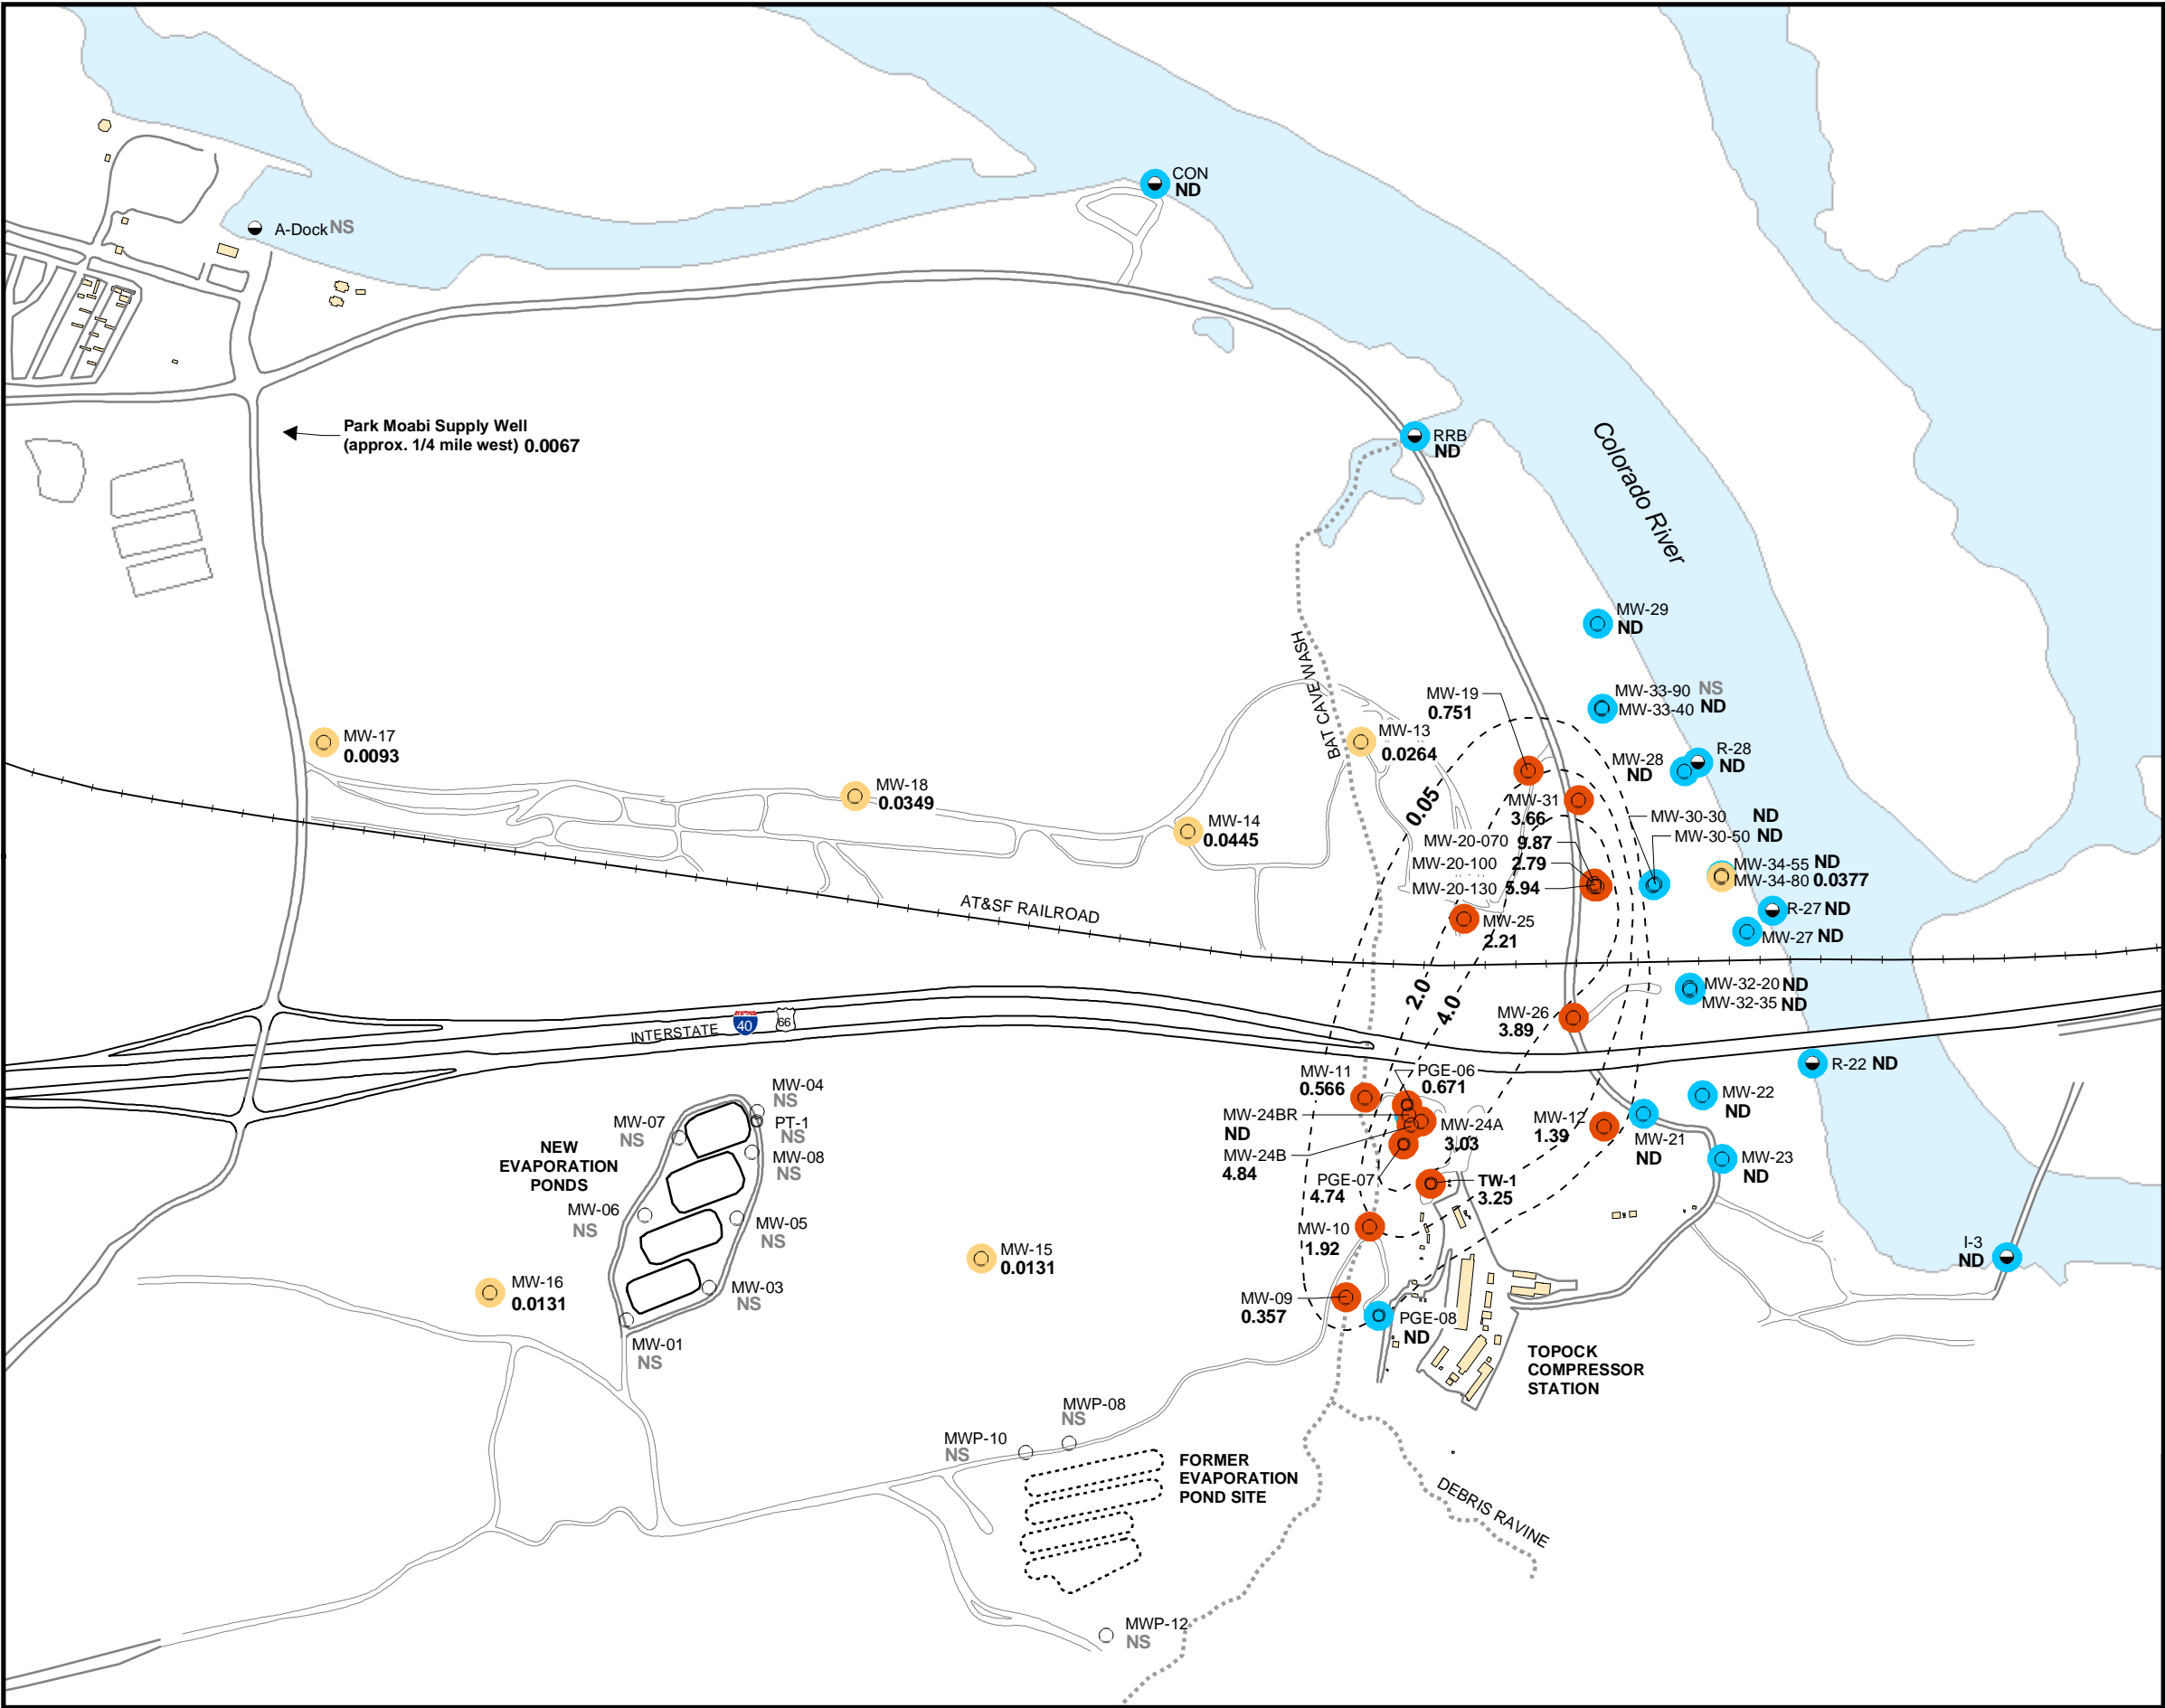 CON
ND
A-Dock NS
Park Moabi Supply Well
(approx. 1/4 mile west) 0.0067
RRB
ND
Colorado River
MW-29
ND
BAT CAVE WASH
MW-33-90 NS
MW-33-40 ND
MW-19
0.751
MW-17
0.0093
MW-13
0.0264
R-28
ND
MW-28
ND
MW-18
0.0349
0.05
MW-31
3.66
MW-14
0.0445
MW-30-30 ND
MW-30-50 ND
MW-20-070 9.87
MW-20-100 2.79
MW-20-130 5.94
MW-34-55 ND
MW-34-80 0.0377
AT&SF RAILROAD
R-27 ND
MW-25
2.21
MW-27 ND
2.0
4.0
MW-32-20 ND
MW-32-35 ND
MW-26
3.89
INTERSTATE 40 66
R-22 ND
MW-11
0.566
PGE-06
0.671
MW-22
ND
MW-04
NS
PT-1
NS
MW-07
NS
MW-08
NS
NEW
EVAPORATION
PONDS
MW-24BR
ND
MW-24A
3.03
MW-12
1.39
MW-21
ND
MW-24B
4.84
MW-23
ND
PGE-07
4.74
TW-1
3.25
MW-06
NS
MW-05
NS
MW-10
1.92
I-3
ND
MW-15
0.0131
MW-16
0.0131
MW-03
NS
MW-09
0.357
PGE-08
ND
MW-01
NS
TOPOCK
COMPRESSOR
STATION
MWP-08
NS
MWP-10
NS
FORMER
EVAPORATION
POND SITE
DEBRIS RAVINE
MWP-12
NS